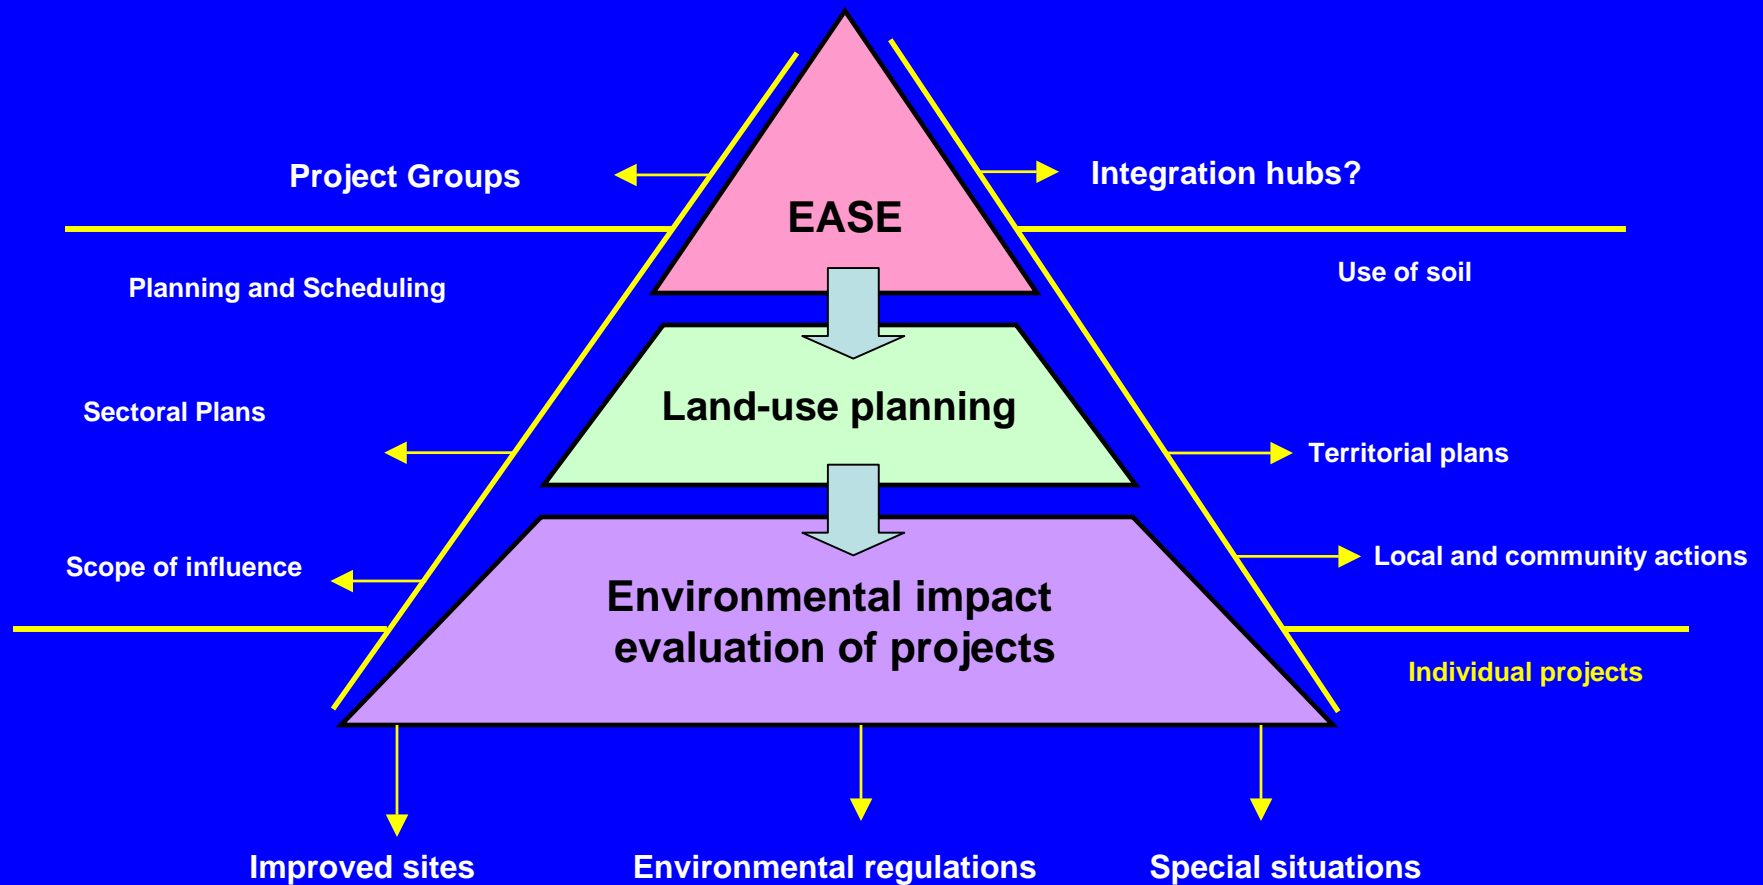 Project Groups
Integration hubs?
EASE
Planning and Scheduling
Use of soil
Sectoral Plans
Land-use planning
Territorial plans
Scope of influence
Local and community actions
Environmental impact
evaluation of projects
Individual projects
Improved sites
Environmental regulations
Special situations